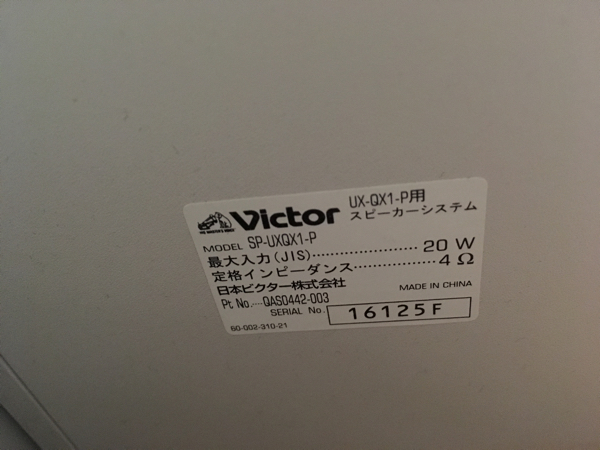 Victor
UX-QX1-P用
スピーカーシステム
MODEL SP-UXQX1-P
最大入力(JIS).......................20 W
定格インピーダンス................4 Ω
日本ビクター株式会社
MADE IN CHINA
Pt No.---QAS0442-003
SERIAL No. 16125F
60-002-310-21